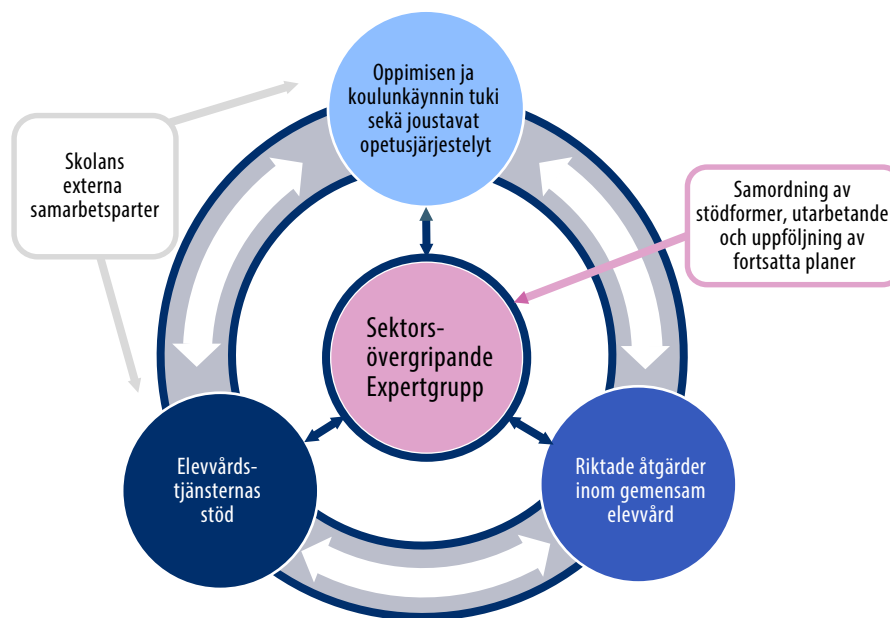 Oppimisen ja
koulunkäynnin tuki
sekä joustavat
opetusjärjestelyt
Skolans
externa
samarbetsparter
Samordning av
stödformer, utarbetande
och uppföljning av
fortsatta planer
Sektors-
övergripande
Expertgrupp
Elevvårds-
tjänsternas
stöd
Riktade åtgärder
inom gemensam
elevvård